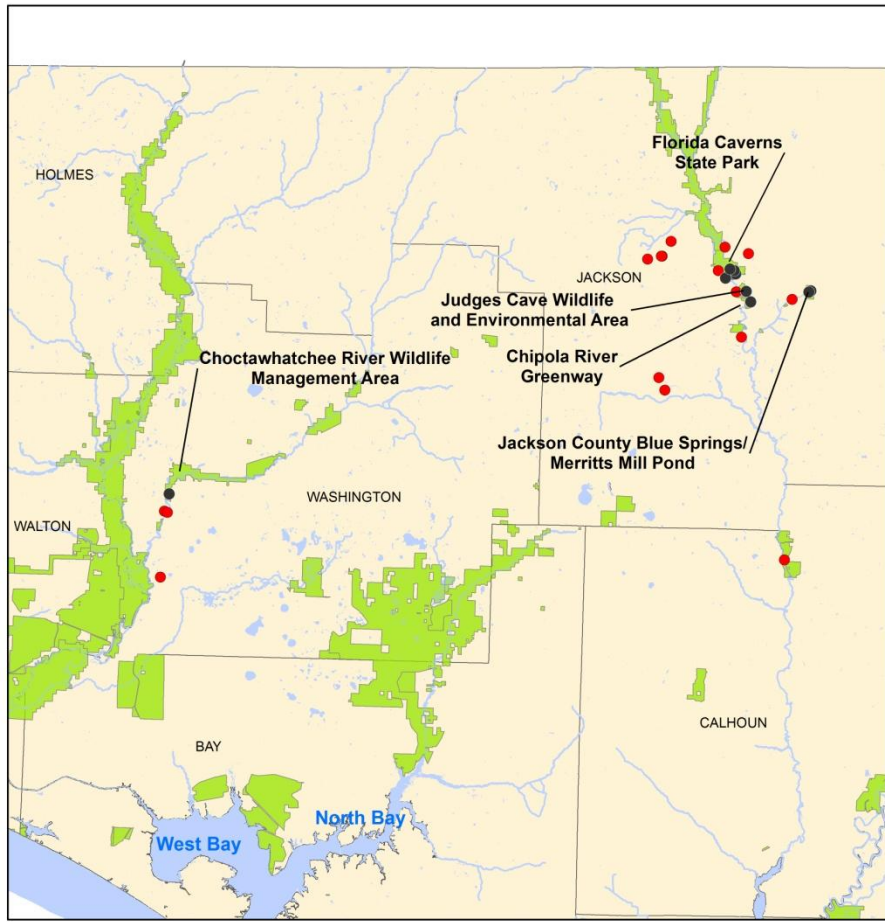 Florida Caverns
State Park
HOLMES
JACKSON
Judges Cave Wildlife
and Environmental Area
Choctawhatchee River Wildlife
Management Area
Chipola River
Greenway
Jackson County Blue Springs/
Merritts Mill Pond
WASHINGTON
WALTON
CALHOUN
BAY
North Bay
West Bay